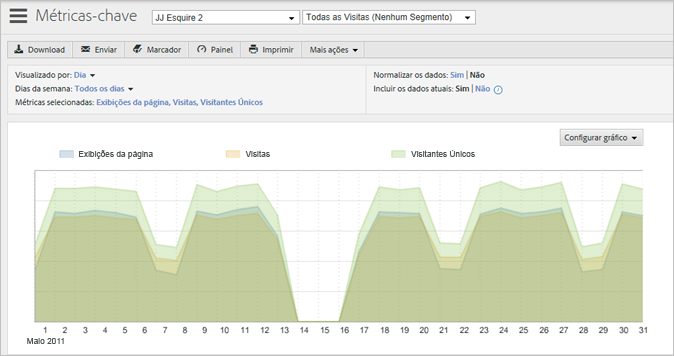 Métricas-chave JJ Esquire 2 Todas as Visitas (Nenhum Segmento)
Download Enviar Marcador Painel Imprimir Mais ações
Visualizado por: Dia
Dias da semana: Todos os dias
Métricas selecionadas: Exibições da página, Visitas, Visitantes Únicos
Normalizar os dados: Sim | Não
Incluir os dados atuais: Sim | Não
Configurar gráfico
Exibições da página Visitas Visitantes Únicos
1 2 3 4 5 6 7 8 9 10 11 12 13 14 15 16 17 18 19 20 21 22 23 24 25 26 27 28 29 30 31
Maio 2011